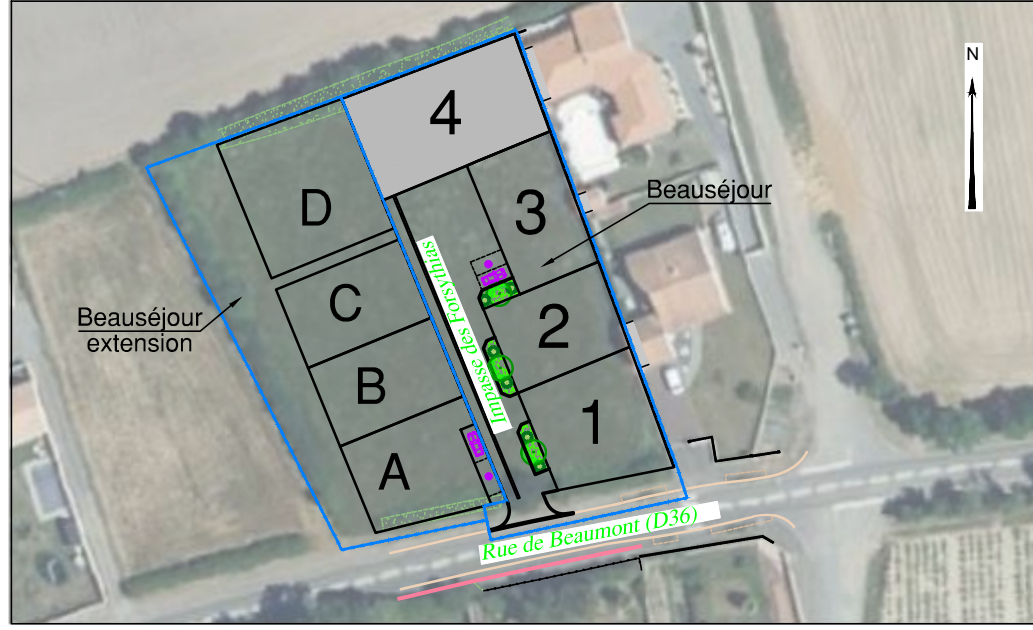 N
4
D
3
Beauséjour
C
2
Beauséjour
extension
B
Impasse des Forsythias
1
A
Rue de Beaumont (D36)